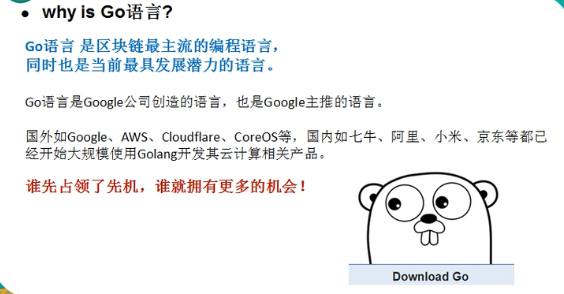 ● why is Go语言?
Go语言 是区块链最主流的编程语言，
同时也是当前最具发展潜力的语言。
Go语言是Google公司创造的语言，也是Google主推的语言。
国外如Google、AWS、Cloudflare、CoreOS等，国内如七牛、阿里、小米、京东等都已
经开始大规模使用Golang开发其云计算相关产品。
谁先占领了先机，谁就拥有更多的机会！
Download Go